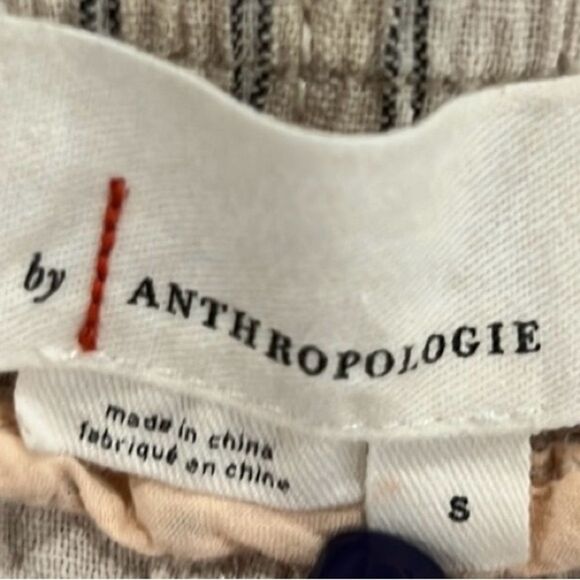 by ANTHROPOLOGIE
made in china
fabriqué en chine
S